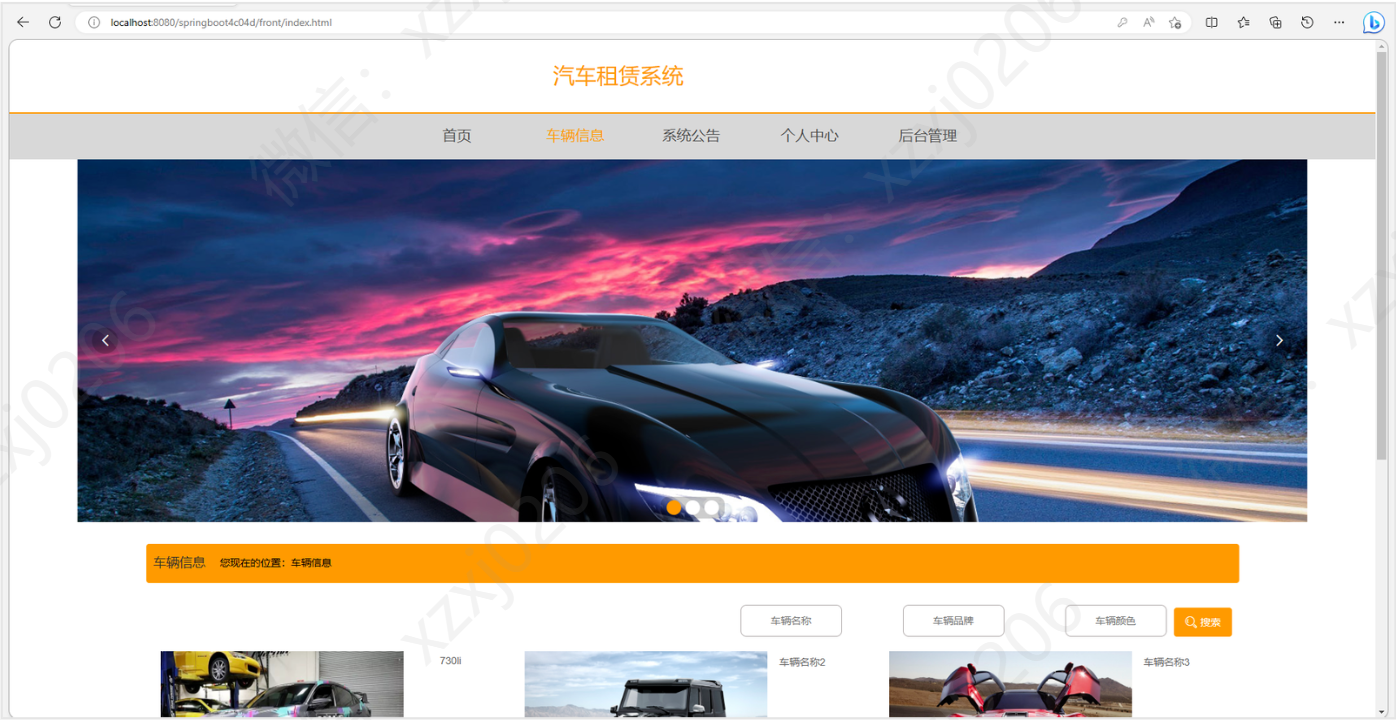 localhost:8080/springboot4c04d/front/index.html
汽车租赁系统
首页 车辆信息 系统公告 个人中心 后台管理
车辆信息 您现在的位置：车辆信息
车辆名称 车辆品牌 车辆颜色 搜索
730li 车辆名称2 车辆名称3
微信：xzxj0206